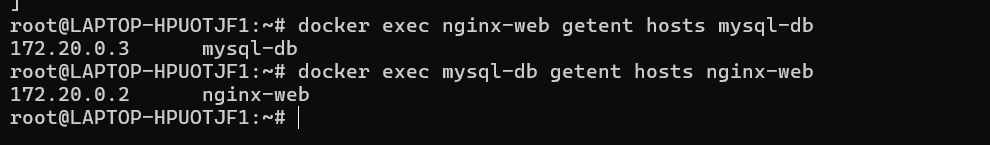 ]
root@LAPTOP-HPUOTJF1:~# docker exec nginx-web getent hosts mysql-db
172.20.0.3      mysql-db
root@LAPTOP-HPUOTJF1:~# docker exec mysql-db getent hosts nginx-web
172.20.0.2      nginx-web
root@LAPTOP-HPUOTJF1:~#